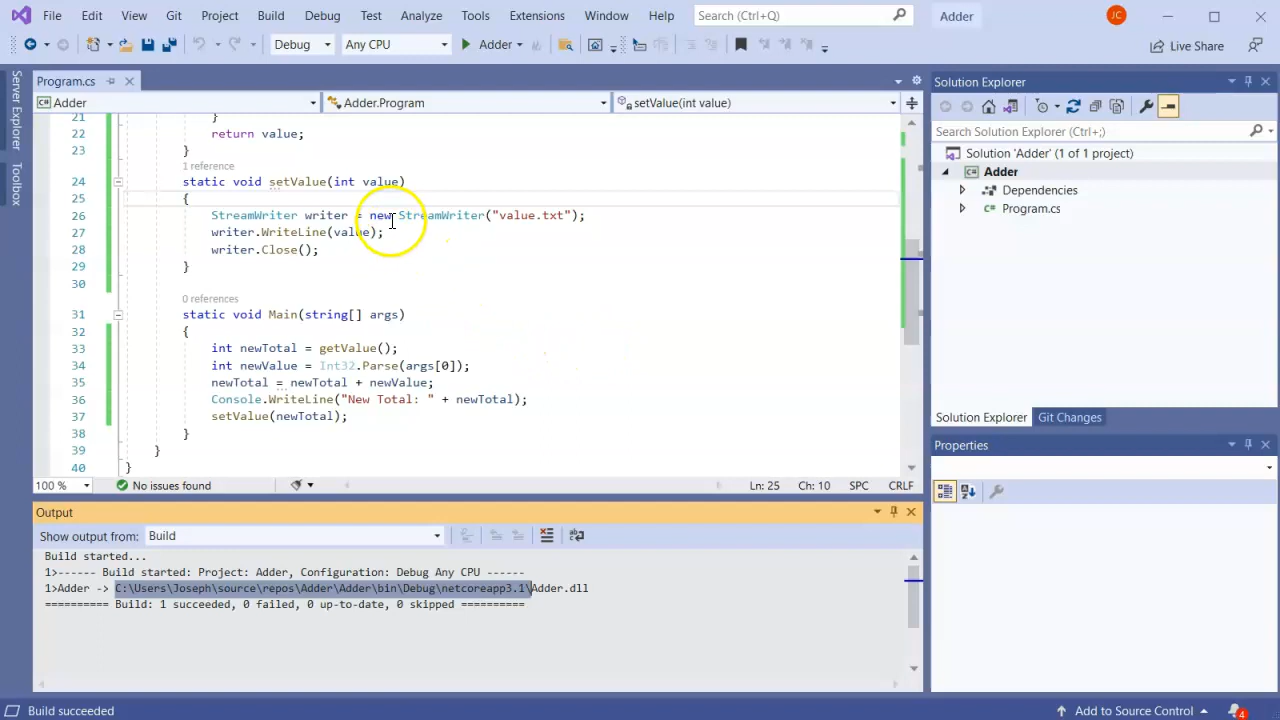 File Edit View Git Project Build Debug Test Analyze Tools Extensions Window Help Search (Ctrl+Q) Adder JC
Debug Any CPU Adder Live Share
Server Explorer
Toolbox
Program.cs
Adder Adder.Program setValue(int value)
21 }
22 return value;
23 }
1 reference
24 static void setValue(int value)
25 {
26 StreamWriter writer = new StreamWriter("value.txt");
27 writer.WriteLine(value);
28 writer.Close();
29 }
30
0 references
31 static void Main(string[] args)
32 {
33 int newTotal = getValue();
34 int newValue = Int32.Parse(args[0]);
35 newTotal = newTotal + newValue;
36 Console.WriteLine("New Total: " + newTotal);
37 setValue(newTotal);
38 }
39 }
40 }
100 % No issues found Ln: 25 Ch: 10 SPC CRLF
Output
Show output from: Build
Build started...
1>------ Build started: Project: Adder, Configuration: Debug Any CPU ------
1>Adder -> C:\Users\Joseph\source\repos\Adder\Adder\bin\Debug\netcoreapp3.1\Adder.dll
========== Build: 1 succeeded, 0 failed, 0 up-to-date, 0 skipped ==========
Solution Explorer
Search Solution Explorer (Ctrl+;)
Solution 'Adder' (1 of 1 project)
Adder
Dependencies
Program.cs
Solution Explorer Git Changes
Properties
Build succeeded Add to Source Control 4